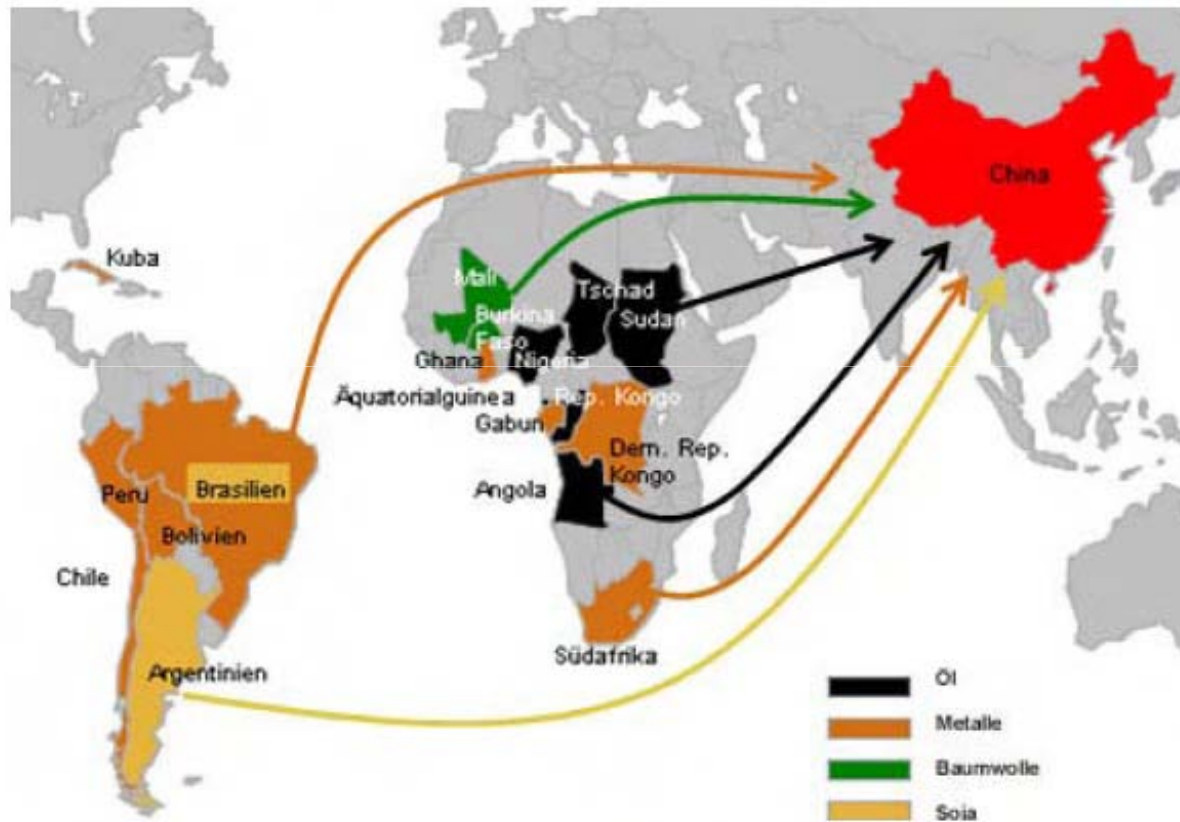 China
Kuba
Mali
Tschad
Burkina
Faso
Sudan
Ghana
Nigeria
Äquatorialguinea
Rep. Kongo
Gabun
Dem. Rep.
Kongo
Angola
Peru
Brasilien
Bolivien
Chile
Südafrika
Argentinien
Öl
Metalle
Baumwolle
Soja